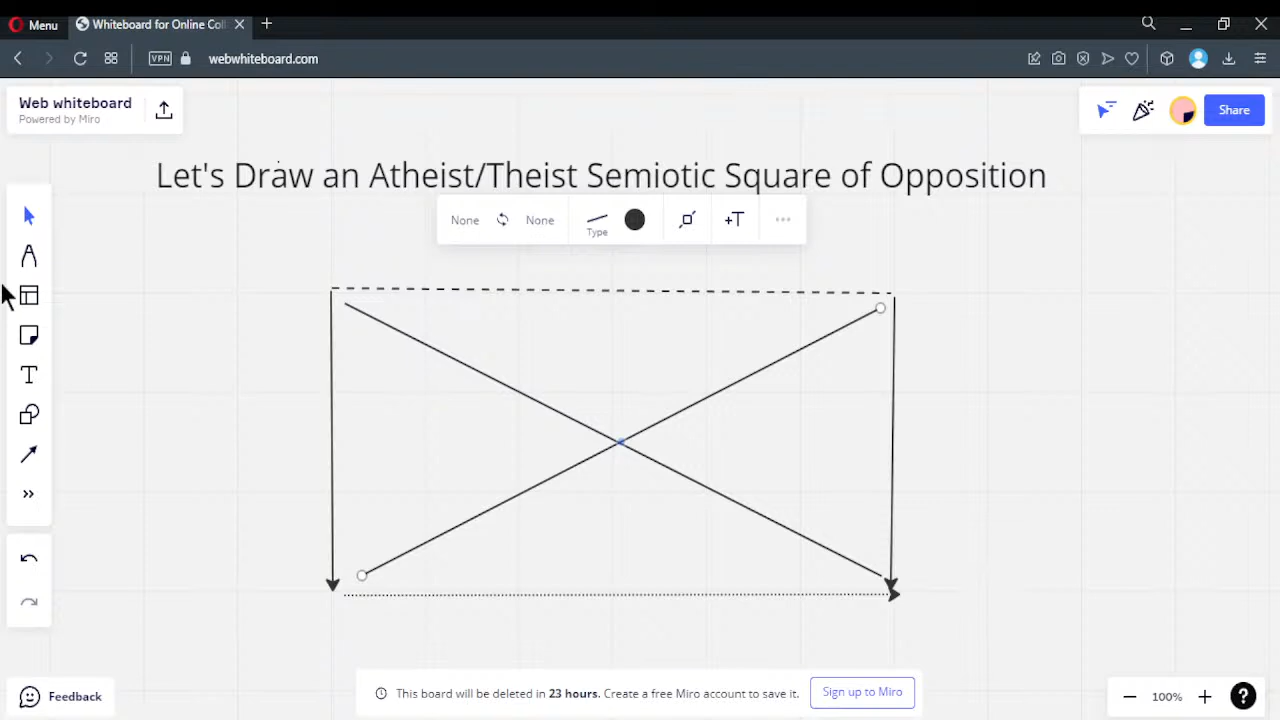 Menu
Whiteboard for Online Col
VPN
webwhiteboard.com
Web whiteboard
Powered by Miro
Share
Let's Draw an Atheist/Theist Semiotic Square of Opposition
None
None
Type
+T
T
Feedback
This board will be deleted in 23 hours. Create a free Miro account to save it.
Sign up to Miro
100%
?